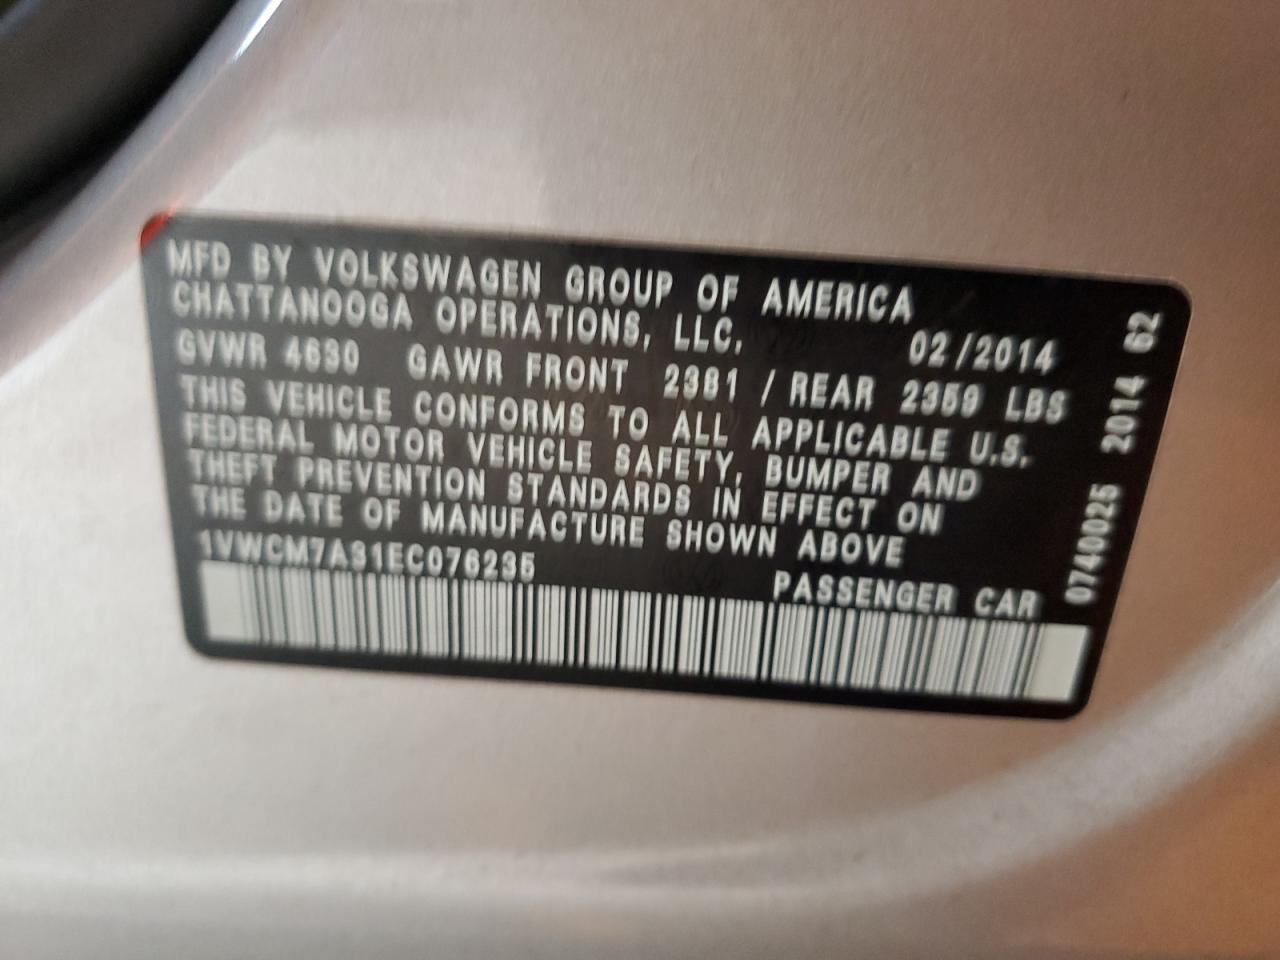 MFD BY VOLKSWAGEN GROUP OF AMERICA
CHATTANOOGA OPERATIONS, LLC.
02/2014
GVWR 4630 GAWR FRONT 2381 / REAR 2359 LBS
THIS VEHICLE CONFORMS TO ALL APPLICABLE U.S.
FEDERAL MOTOR VEHICLE SAFETY, BUMPER AND
THEFT PREVENTION STANDARDS IN EFFECT ON
THE DATE OF MANUFACTURE SHOWN ABOVE
1VWCM7A31EC076235
PASSENGER CAR
0740025 2014 62